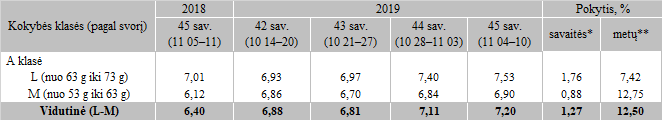 Kokybės klasės (pagal svorį) 2018 2019 Pokytis, %
45 sav. (11 05–11) 42 sav. (10 14–20) 43 sav. (10 21–27) 44 sav. (10 28–11 03) 45 sav. (11 04–10) savaitės* metų**
A klasė
L (nuo 63 g iki 73 g) 7,01 6,93 6,97 7,40 7,53 1,76 7,42
M (nuo 53 g iki 63 g) 6,12 6,86 6,70 6,84 6,90 0,88 12,75
Vidutinė (L-M) 6,40 6,88 6,81 7,11 7,20 1,27 12,50